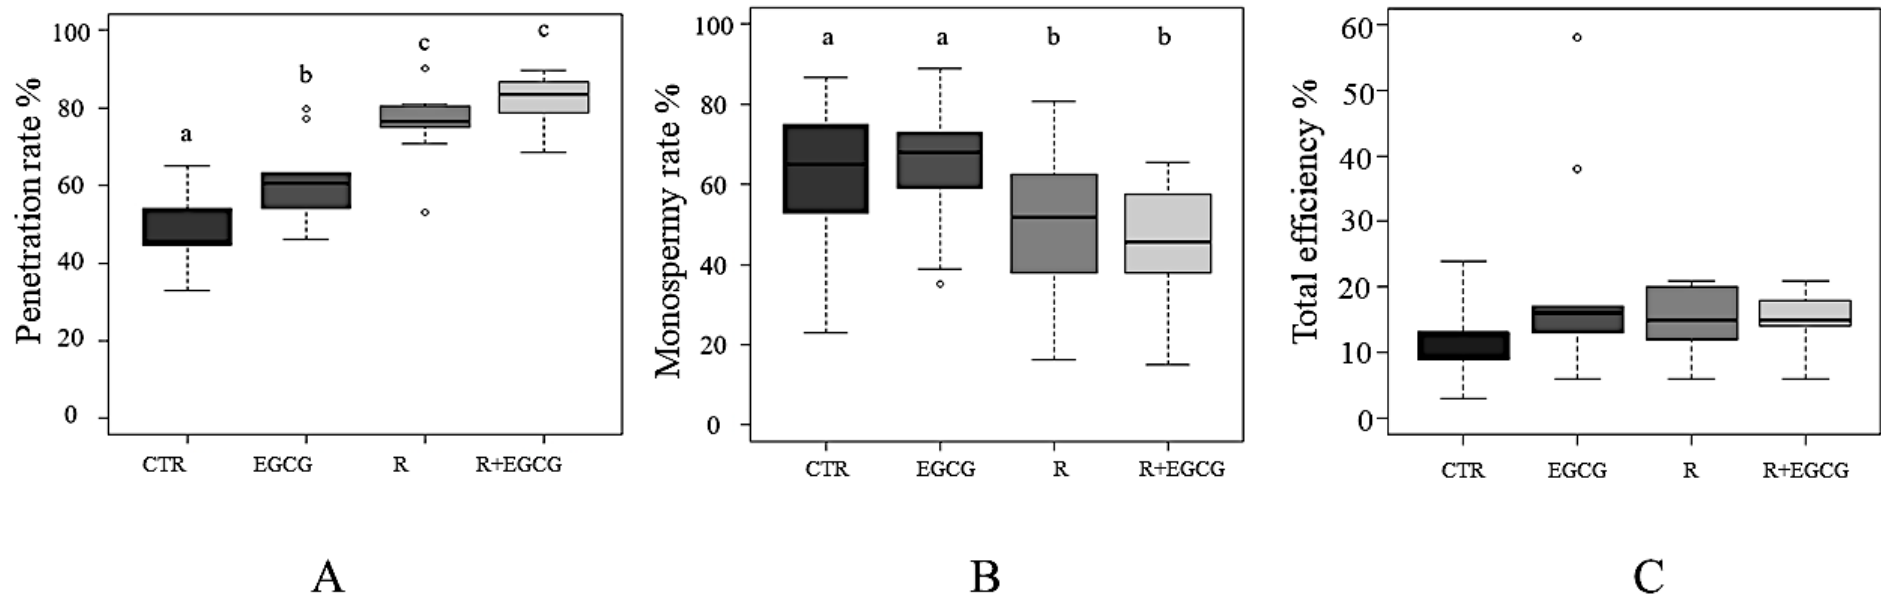 Penetration rate %
100
80
60
40
20
0
a
b
c
c
CTR
EGCG
R
R+EGCG
A
Monospermy rate %
100
80
60
40
20
0
a
a
b
b
CTR
EGCG
R
R+EGCG
B
Total efficiency %
60
50
40
30
20
10
0
CTR
EGCG
R
R+EGCG
C